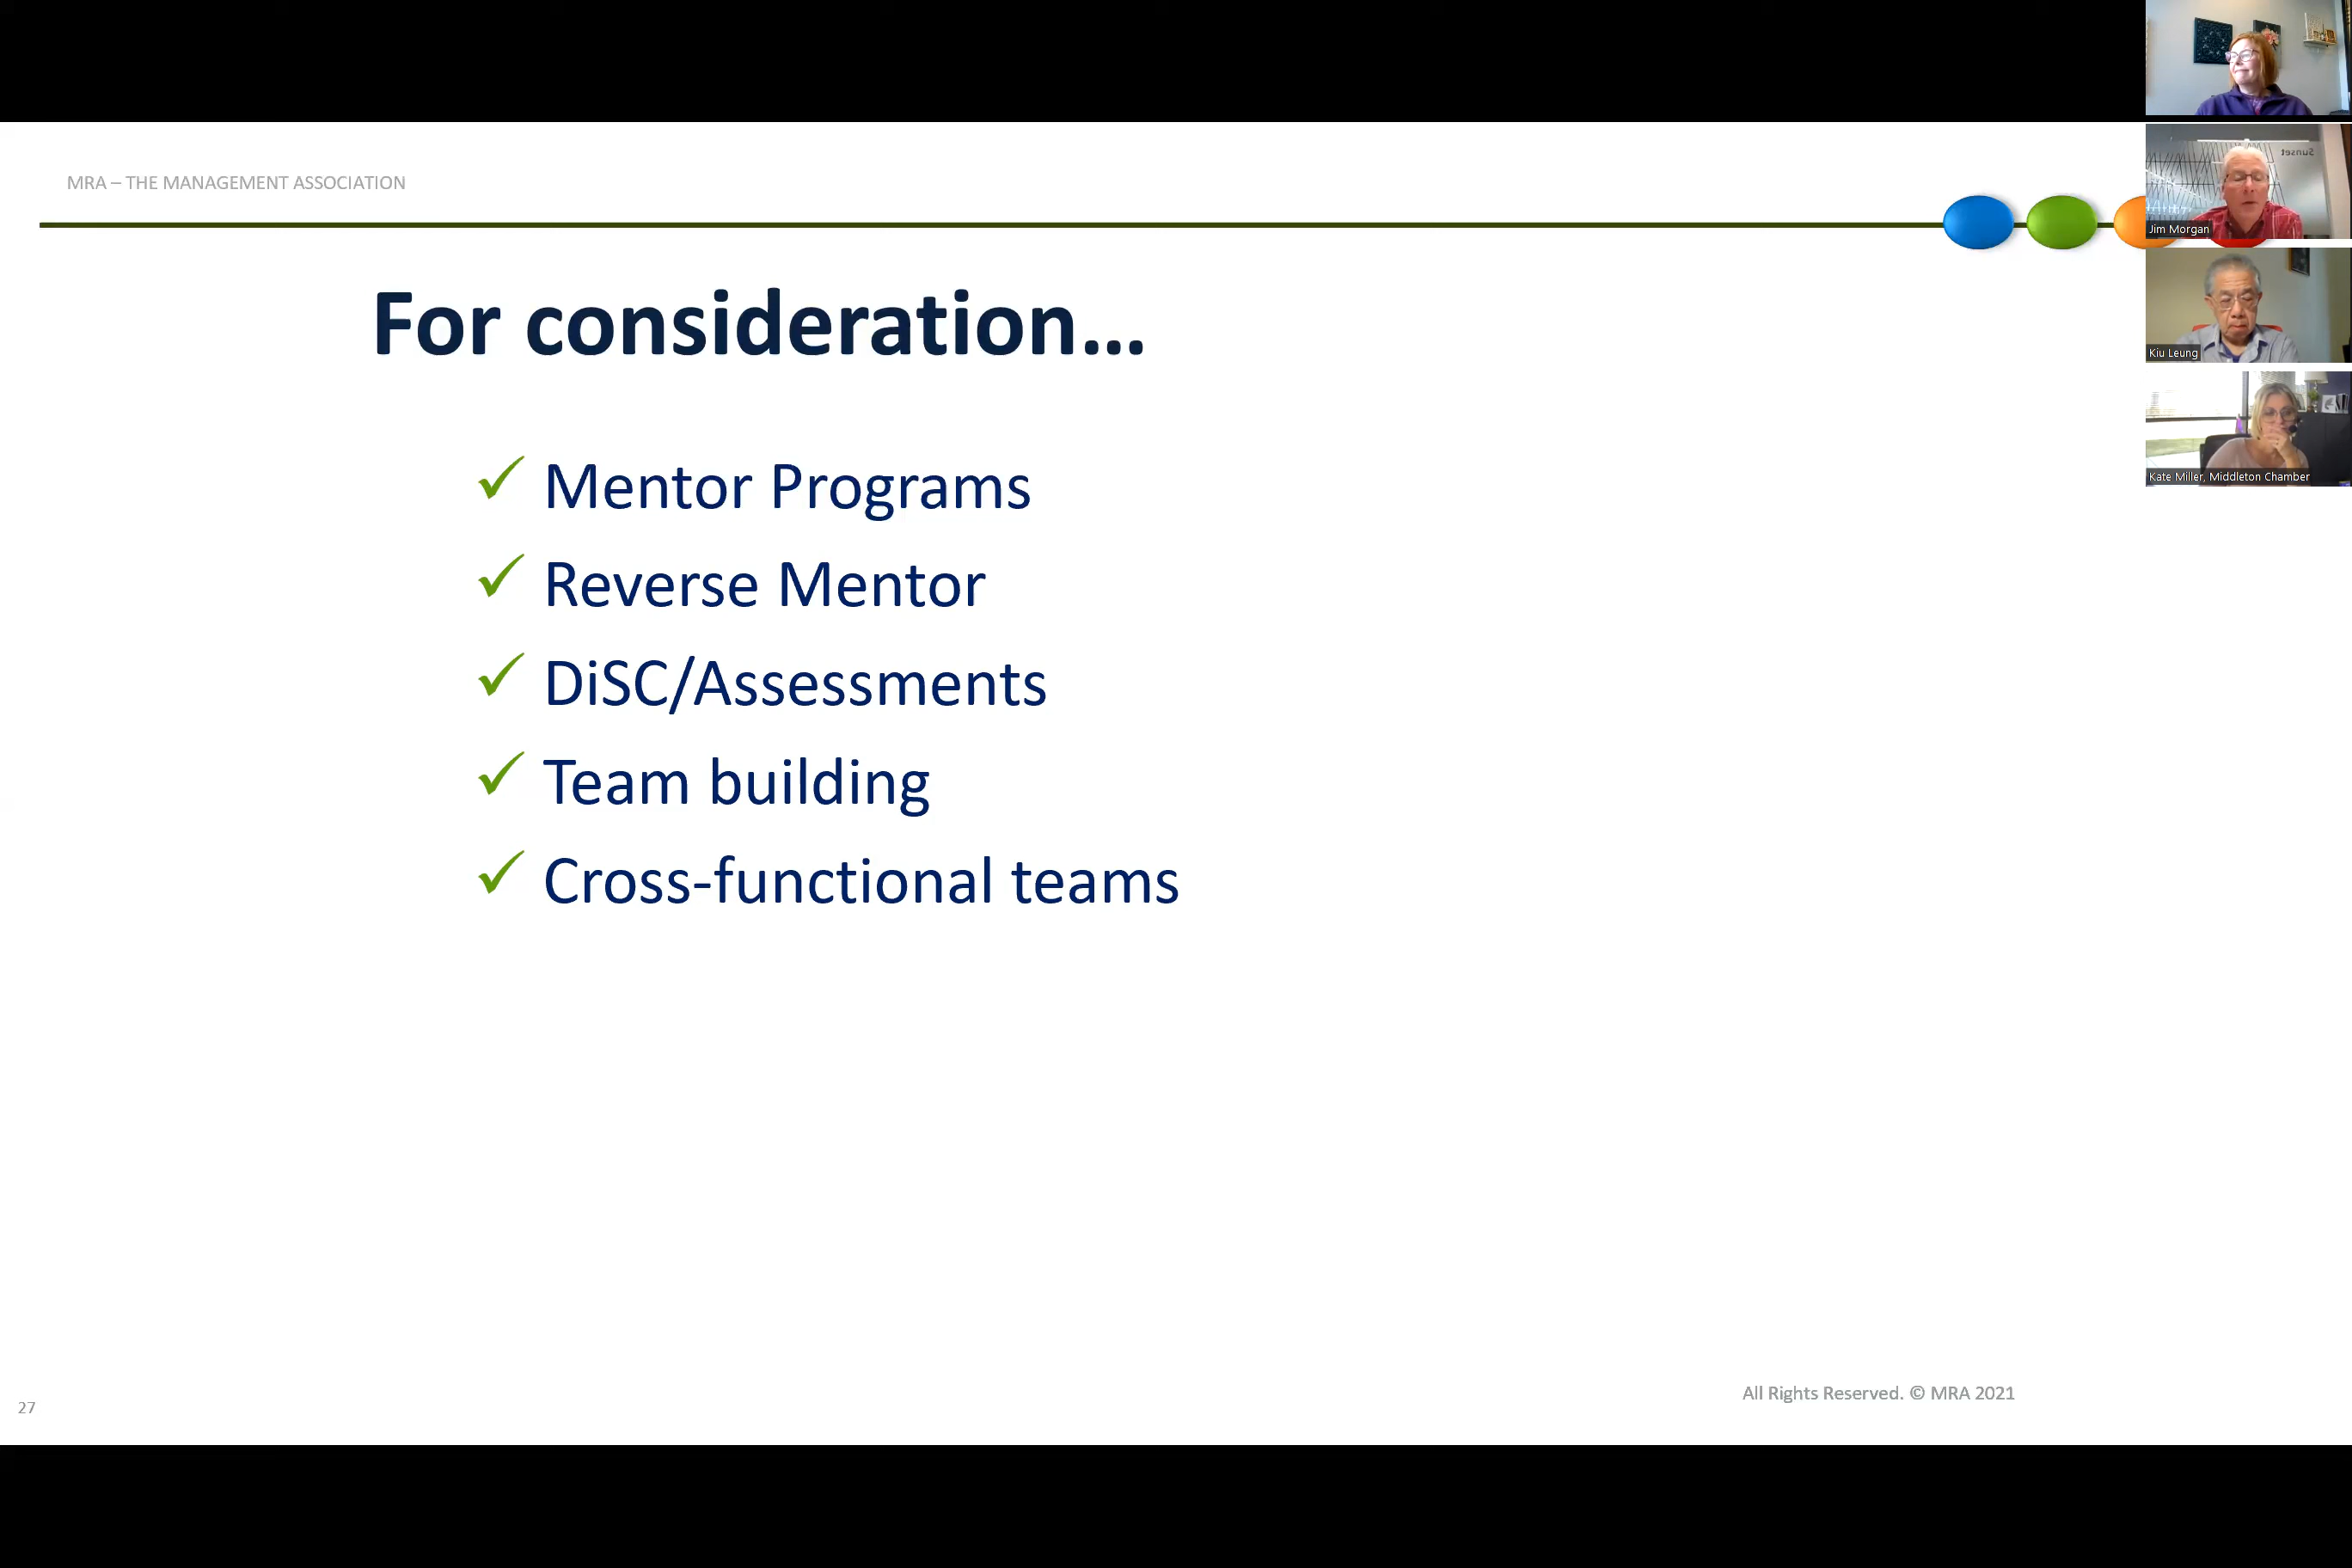 MRA – THE MANAGEMENT ASSOCIATION
For consideration...
✓ Mentor Programs
✓ Reverse Mentor
✓ DiSC/Assessments
✓ Team building
✓ Cross-functional teams
27
All Rights Reserved. © MRA 2021
Sunset
Jim Morgan
Kiu Leung
Kate Miller, Middleton Chamber